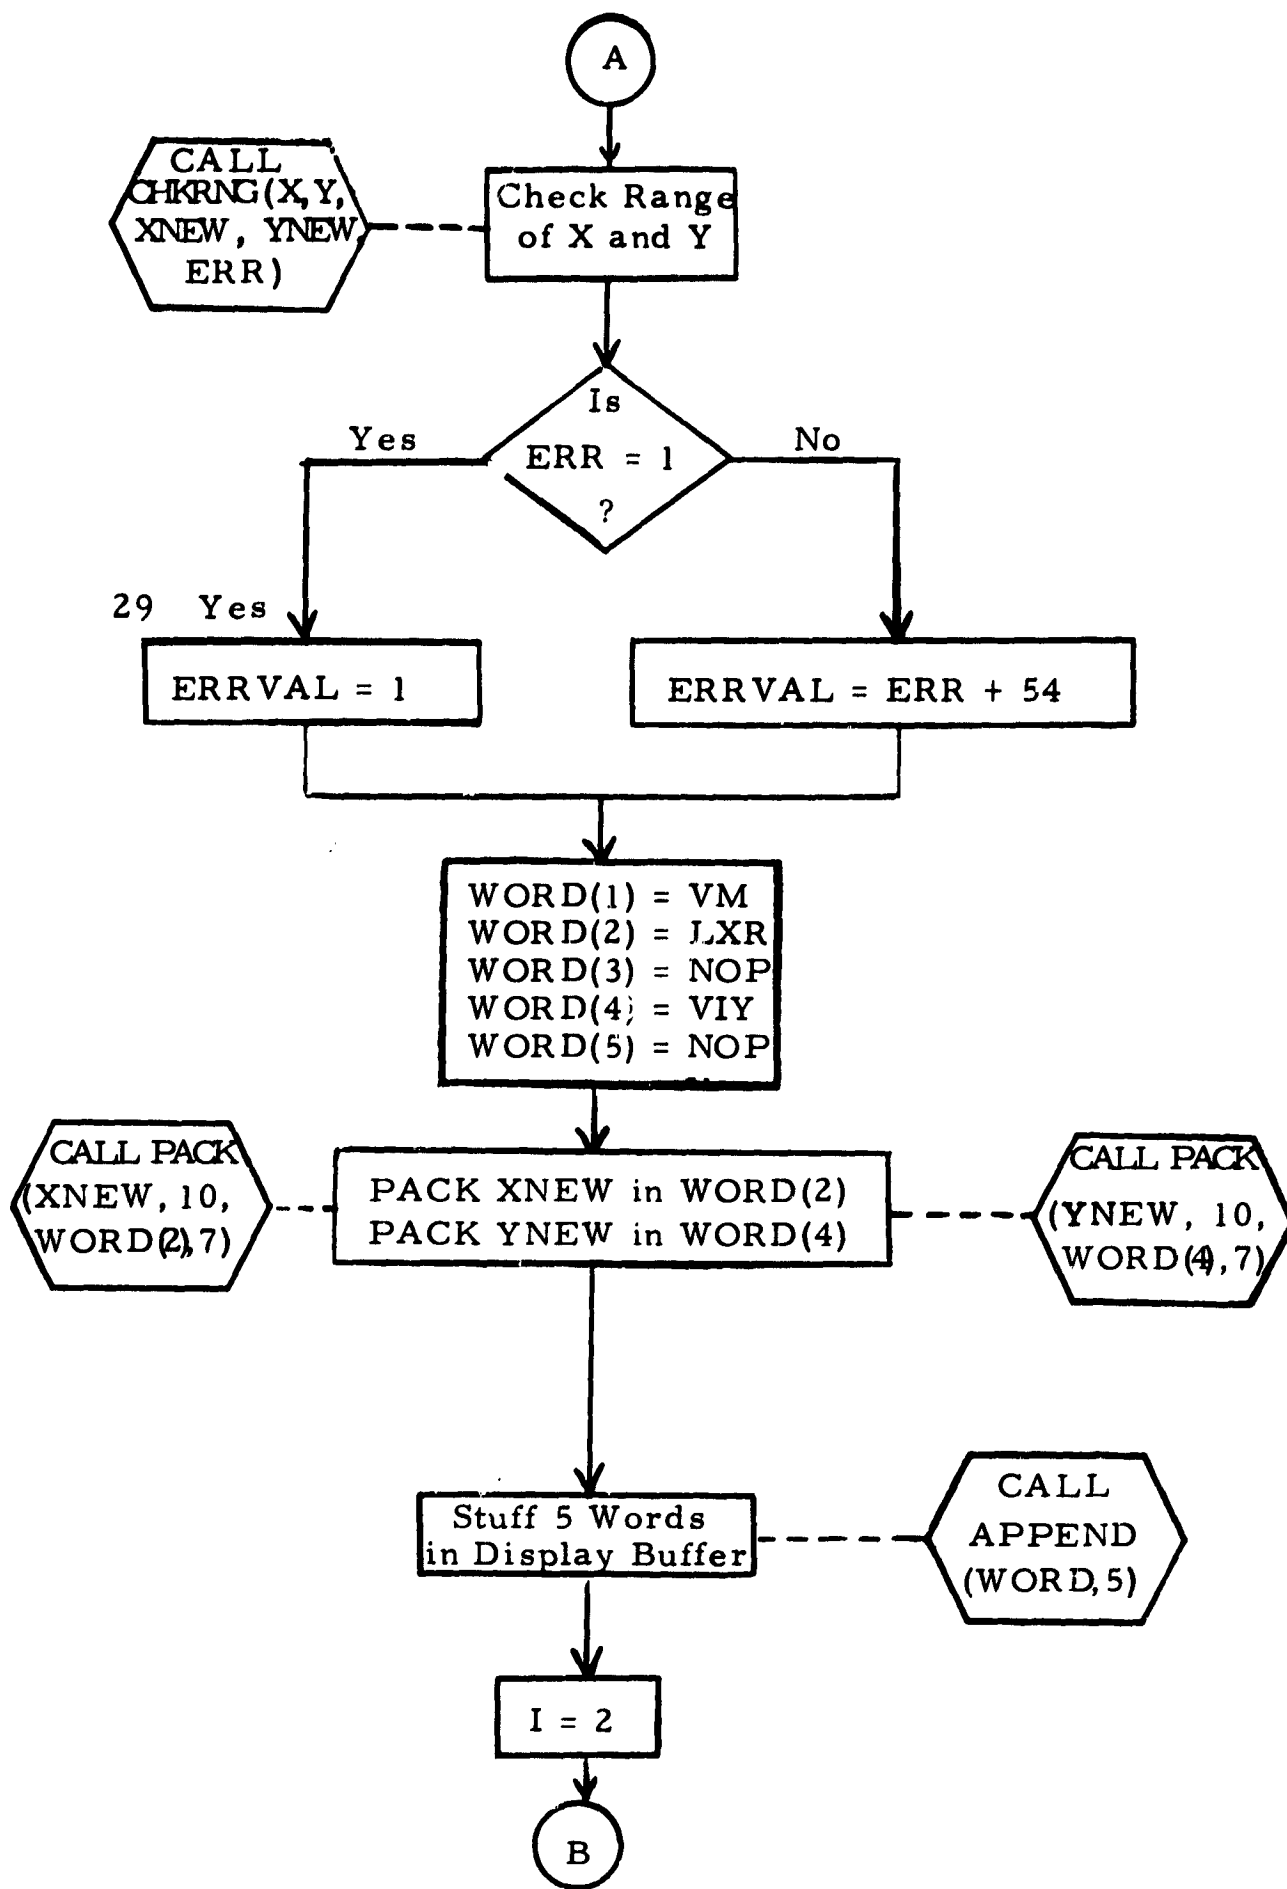 A
CALL
CHKRNG(X,Y,
XNEW, YNEW
ERR)
Check Range
of X and Y
Is
ERR = 1
?
Yes
No
29 Yes
ERRVAL = 1
ERRVAL = ERR + 54
WORD(1) = VM
WORD(2) = LXR
WORD(3) = NOP
WORD(4) = VIY
WORD(5) = NOP
CALL PACK
(XNEW, 10,
WORD(2),7)
PACK XNEW in WORD(2)
PACK YNEW in WORD(4)
CALL PACK
(YNEW, 10,
WORD(4),7)
Stuff 5 Words
in Display Buffer
CALL
APPEND
(WORD,5)
I = 2
B